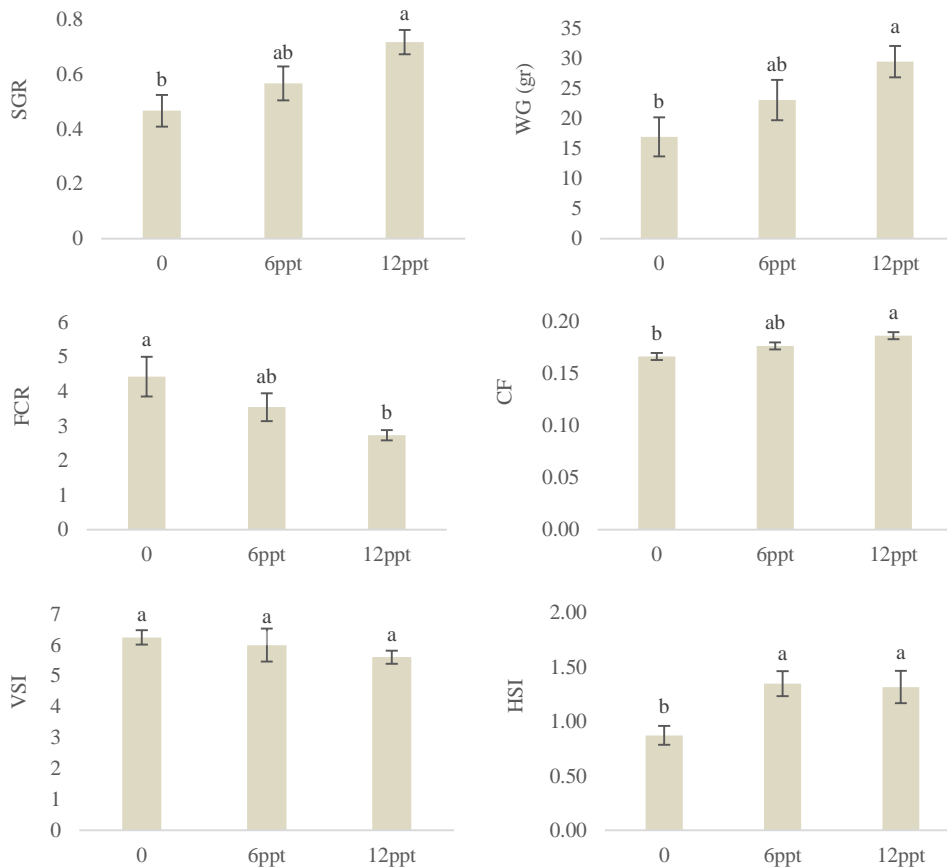 SGR
0.8
0.6
0.4
0.2
0
b
ab
a
0
6ppt
12ppt
WG (gr)
35
30
25
20
15
10
5
0
b
ab
a
0
6ppt
12ppt
FCR
6
5
4
3
2
1
0
a
ab
b
0
6ppt
12ppt
CF
0.20
0.15
0.10
0.05
0.00
b
ab
a
0
6ppt
12ppt
VSI
7
6
5
4
3
2
1
0
a
a
a
0
6ppt
12ppt
HSI
2.00
1.50
1.00
0.50
0.00
b
a
a
0
6ppt
12ppt